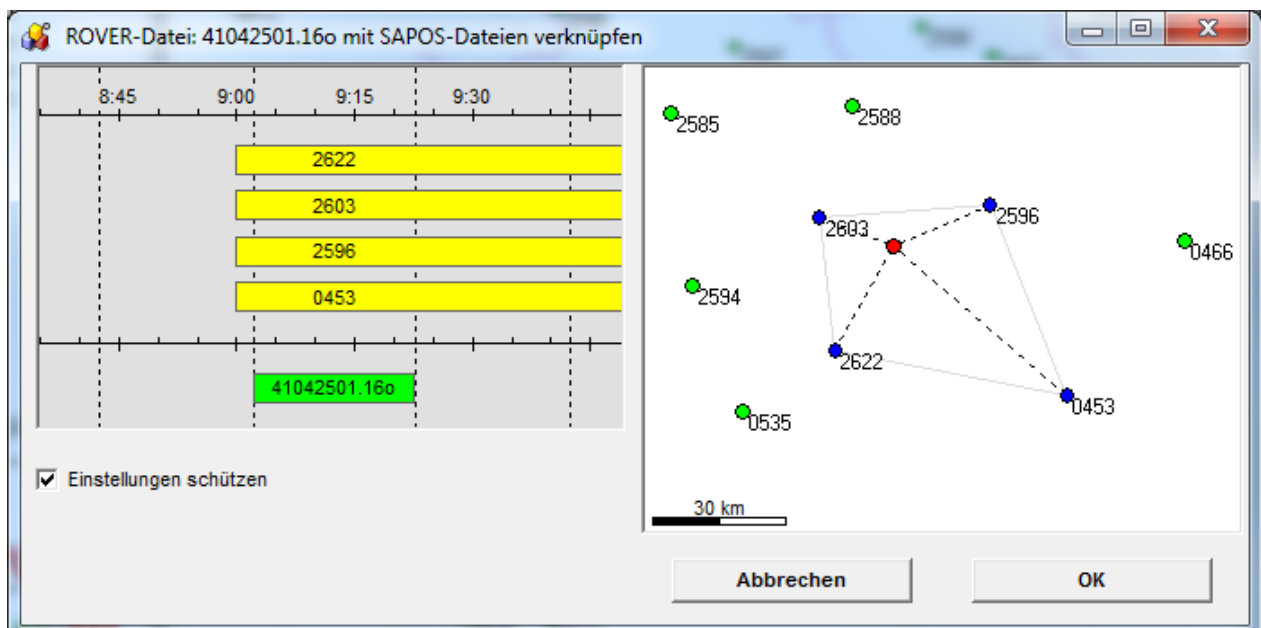 ROVER-Datei: 41042501.16o mit SAPOS-Dateien verknüpfen
8:45 9:00 9:15 9:30
2622
2603
2596
0453
41042501.16o
Einstellungen schützen
2585
2588
2603
2596
0466
2594
2622
0453
0535
30 km
Abbrechen
OK